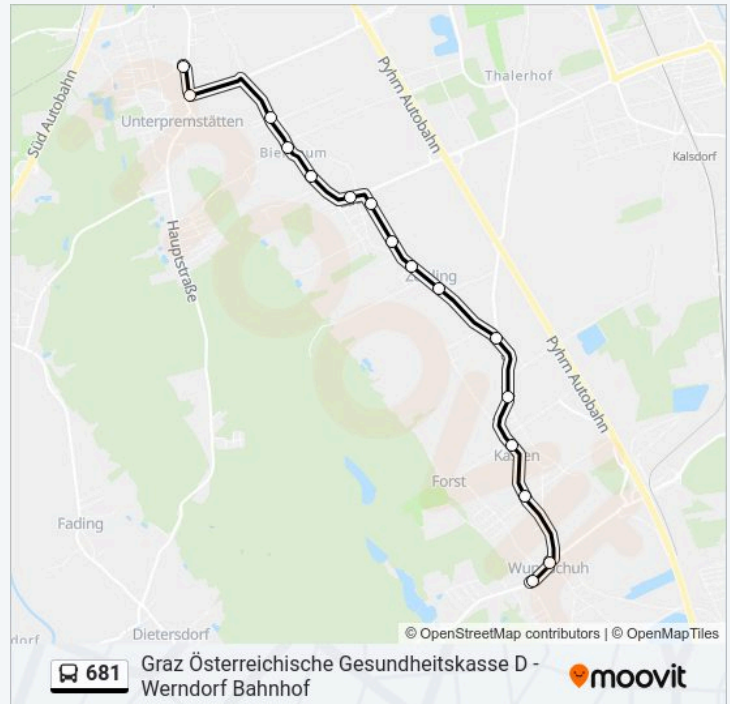 Süd Autobahn
Pyhrn Autobahn
Thalerhof
Unterpremstätten
Kalsdorf
Hauptstraße
Pyhrn Autobahn
Forst
Fading
Dietersdorf
© OpenStreetMap contributors | © OpenMapTiles
681
Graz Österreichische Gesundheitskasse D -
Werndorf Bahnhof
moovit